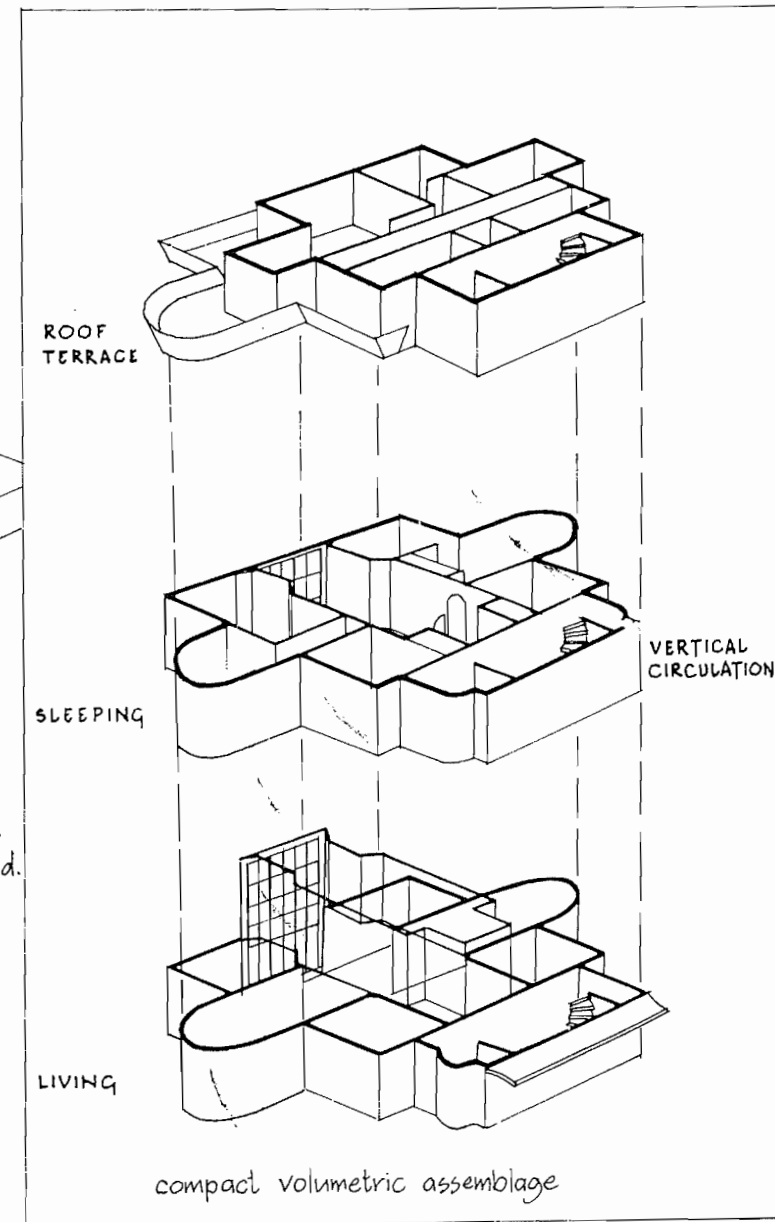 ROOF
TERRACE
VERTICAL
CIRCULATION
SLEEPING
d.
LIVING
compact volumetric assemblage